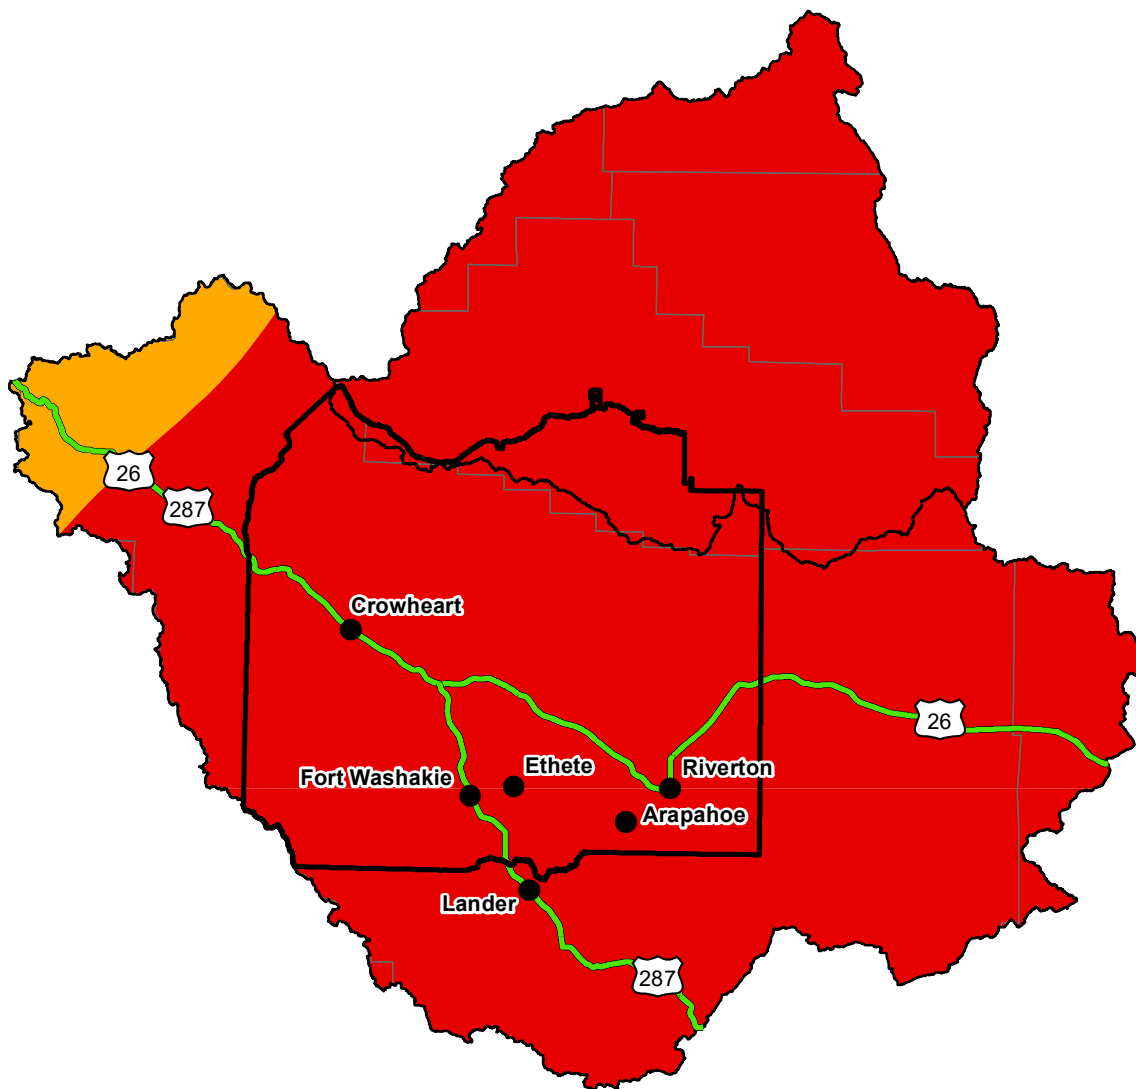 26
287
Crowheart
26
Ethete
Riverton
Fort Washakie
Arapahoe
Lander
287